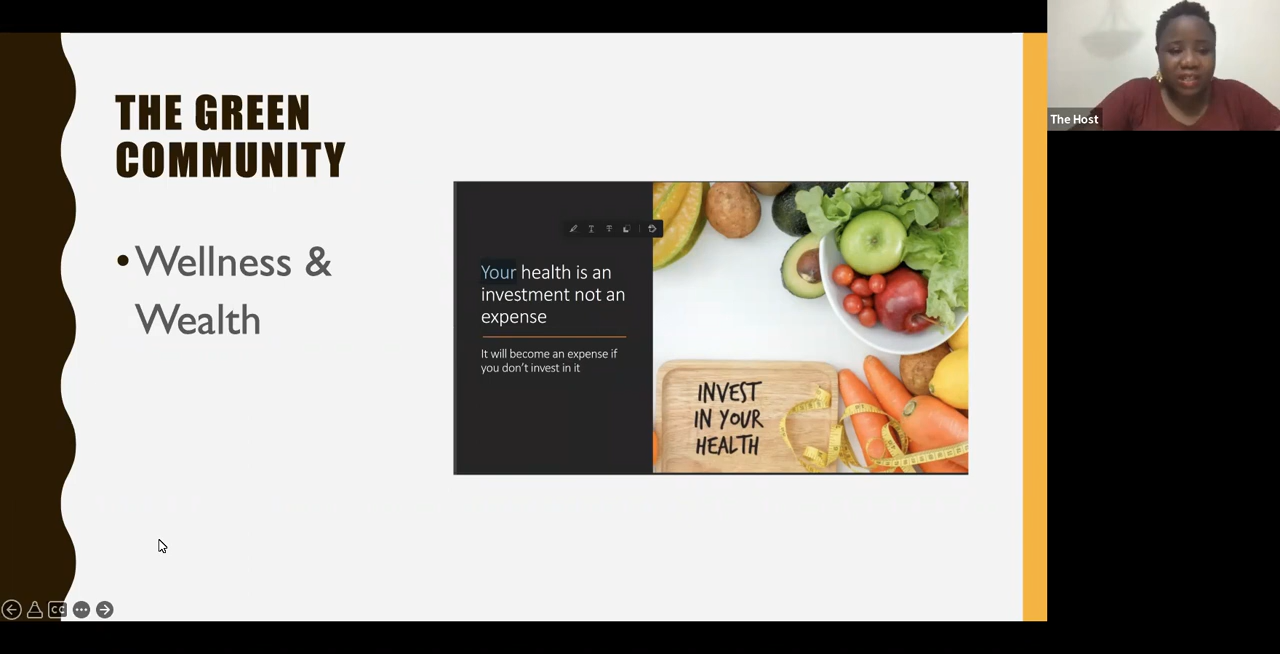 THE GREEN
COMMUNITY
•Wellness &
Wealth
Your health is an
investment not an
expense
It will become an expense if
you don't invest in it
INVEST
IN YOUR
HEALTH
The Host
CC